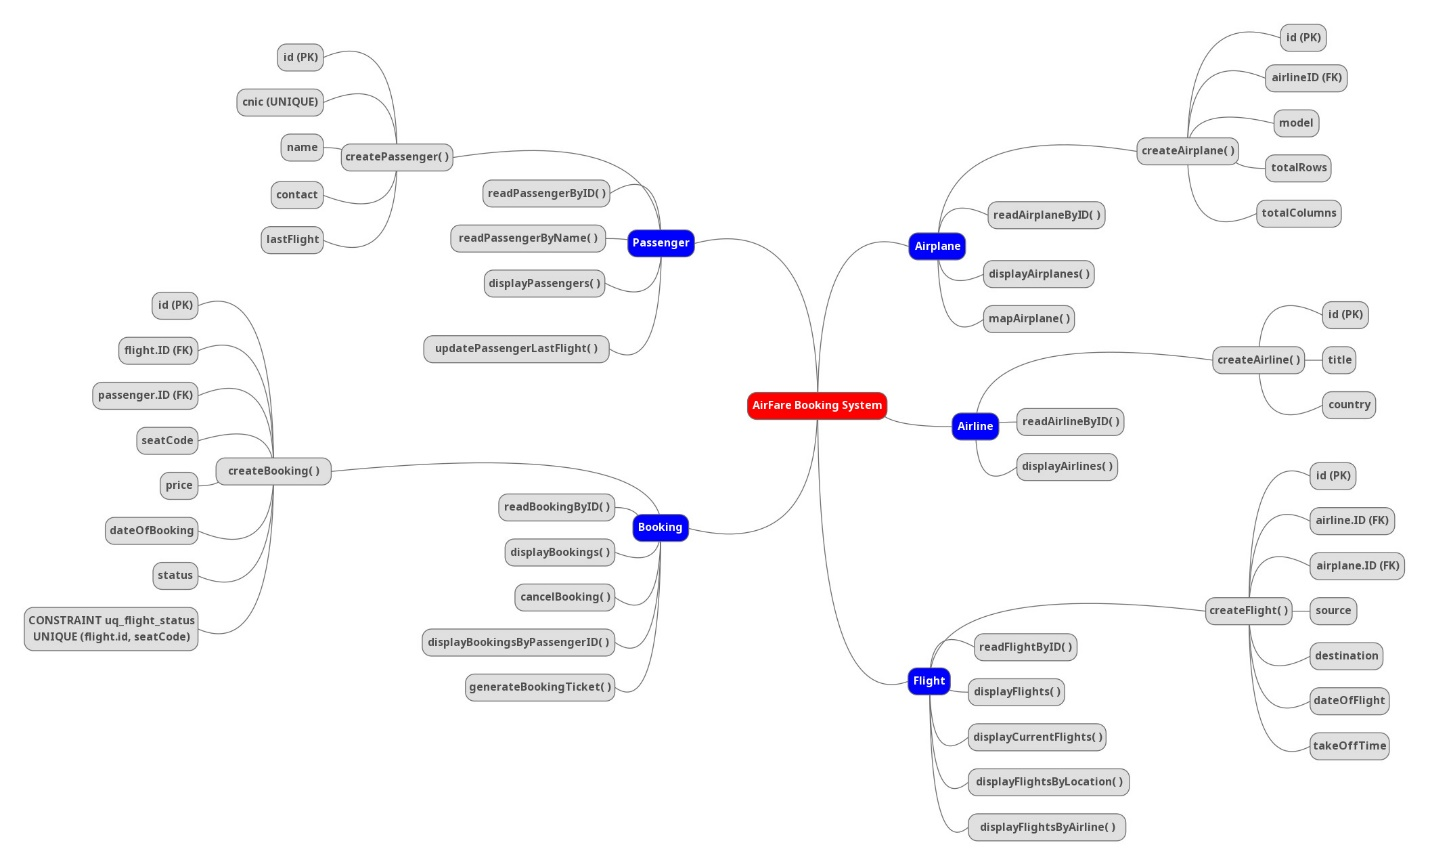 AirFare Booking System
Passenger
createPassenger( )
id (PK)
cnic (UNIQUE)
name
contact
lastFlight
readPassengerByID( )
readPassengerByName( )
displayPassengers( )
updatePassengerLastFlight( )
Booking
createBooking( )
id (PK)
flight.ID (FK)
passenger.ID (FK)
seatCode
price
dateOfBooking
status
CONSTRAINT uq_flight_status
UNIQUE (flight.id, seatCode)
readBookingByID( )
displayBookings( )
cancelBooking( )
displayBookingsByPassengerID( )
generateBookingTicket( )
Airplane
createAirplane( )
id (PK)
airlineID (FK)
model
totalRows
totalColumns
readAirplaneByID( )
displayAirplanes( )
mapAirplane( )
Airline
createAirline( )
id (PK)
title
country
readAirlineByID( )
displayAirlines( )
Flight
createFlight( )
id (PK)
airline.ID (FK)
airplane.ID (FK)
source
destination
dateOfFlight
takeOffTime
readFlightByID( )
displayFlights( )
displayCurrentFlights( )
displayFlightsByLocation( )
displayFlightsByAirline( )